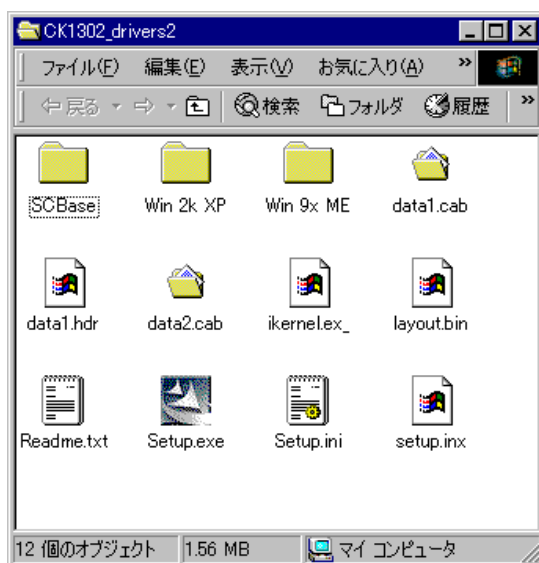 CK1302_drivers2
ファイル(F) 編集(E) 表示(V) お気に入り(A) »
戻る 検索 フォルダ 履歴 »
SCBase Win 2k XP Win 9x ME data1.cab
data1.hdr data2.cab ikernel.ex_ layout.bin
Readme.txt Setup.exe Setup.ini setup.inx
12 個のオブジェクト 1.56 MB マイ コンピュータ